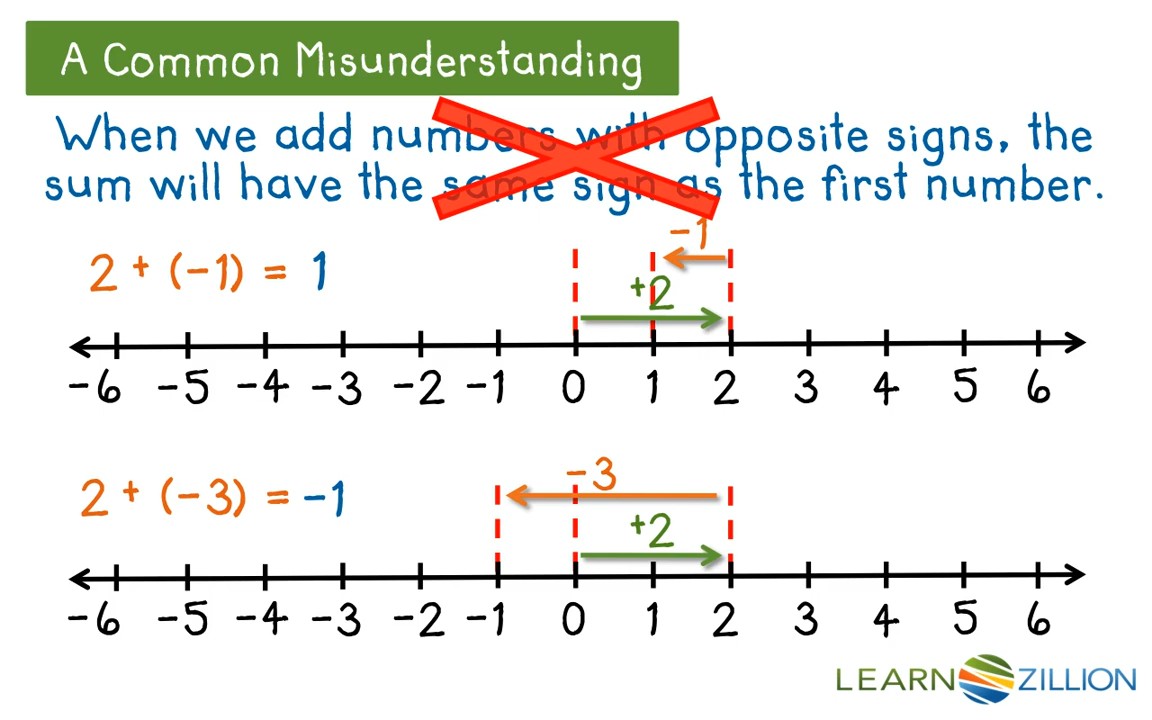 A Common Misunderstanding
When we add numbers with opposite signs, the
sum will have the same sign as the first number.
-1
2 + (-1) = 1
+2
-6 -5 -4 -3 -2 -1 0 1 2 3 4 5 6
-3
2 + (-3) = -1
+2
-6 -5 -4 -3 -2 -1 0 1 2 3 4 5 6
LEARN ZILLION